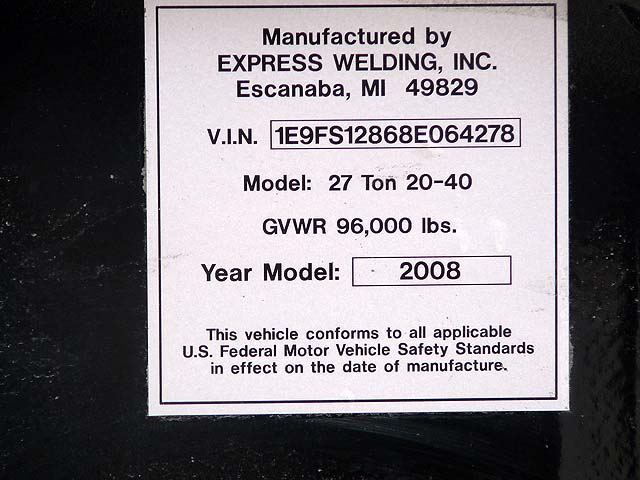 Manufactured by
EXPRESS WELDING, INC.
Escanaba, MI 49829
V.I.N. 1E9FS12868E064278
Model: 27 Ton 20-40
GVWR 96,000 lbs.
Year Model: 2008
This vehicle conforms to all applicable
U.S. Federal Motor Vehicle Safety Standards
in effect on the date of manufacture.